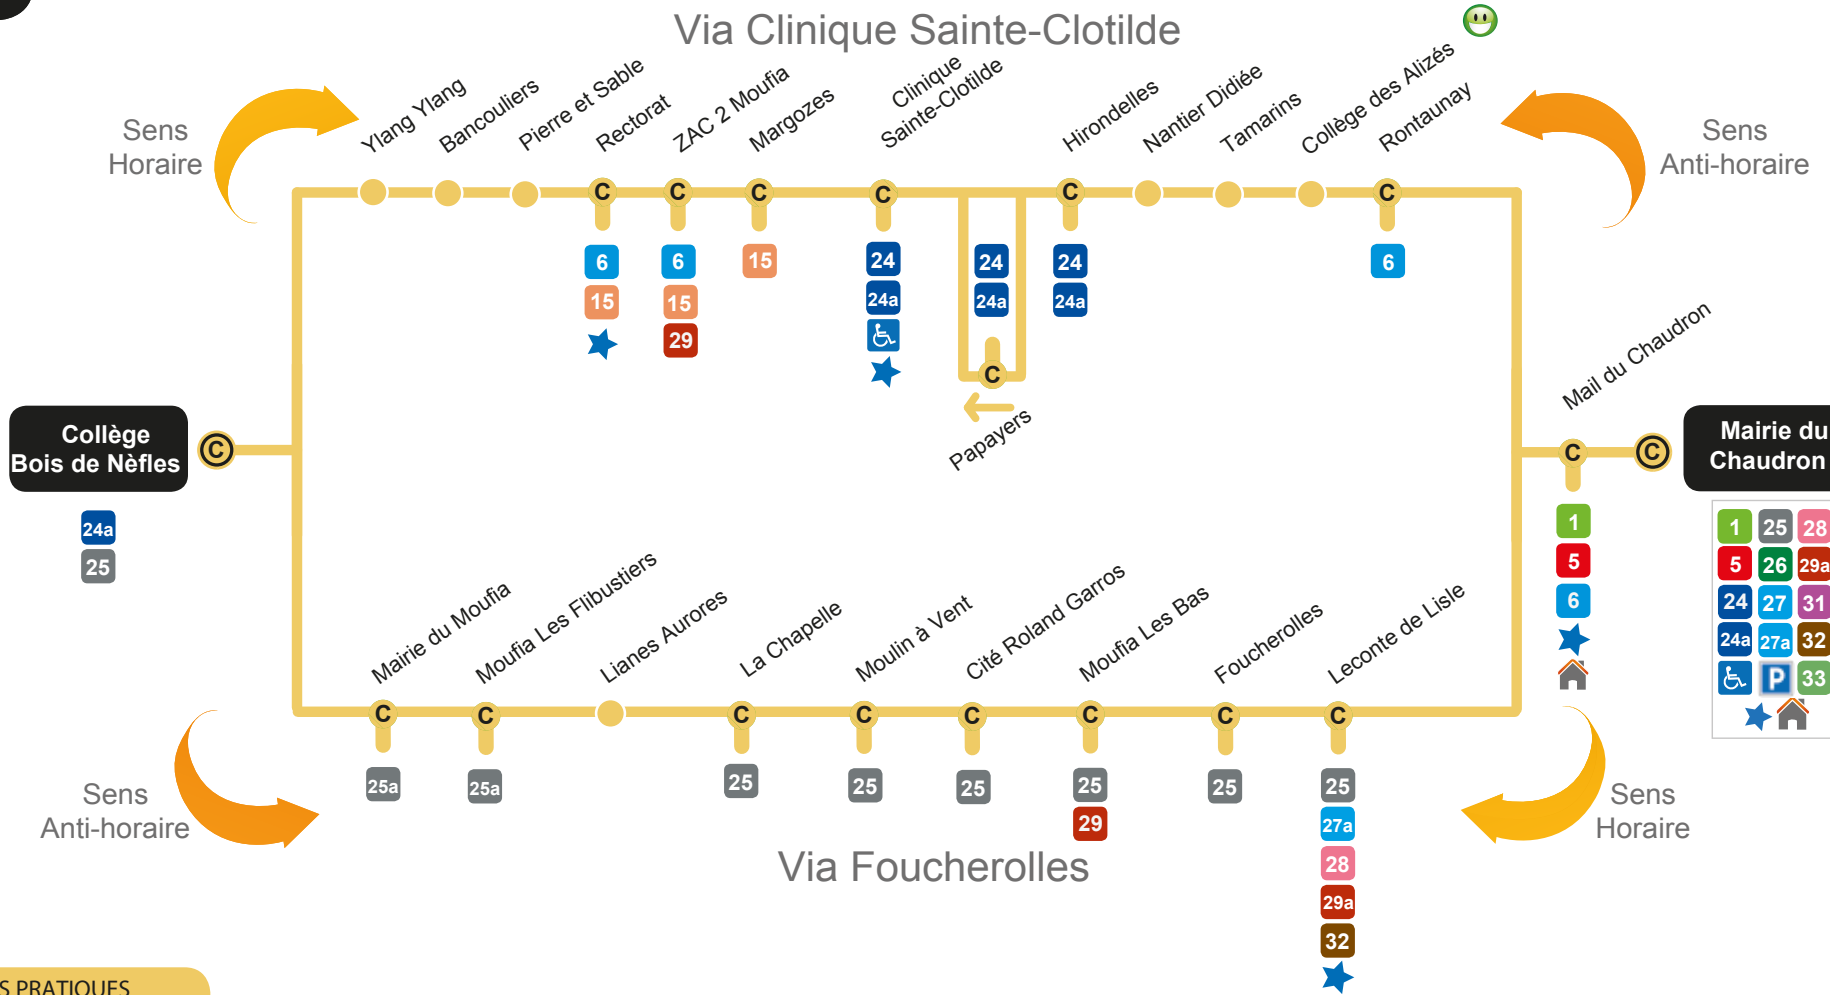 Via Clinique Sainte-Clotilde
Sens
Horaire
Ylang Ylang
Bancouliers
Pierre et Sable
Rectorat
ZAC 2 Moufia
Margozes
Clinique
Sainte-Clotilde
Hirondelles
Nantier Didiée
Tamarins
Collège des Alizés
Rontaunay
Sens
Anti-horaire
C C C C C C
6 6 15 24 24 24 6
15 15 24a 24a 24a
29
C
Papayers
Mail du Chaudron
Collège
Bois de Nèfles
C
24a
25
C
C
Mairie du
Chaudron
1
5
6
1 25 28
5 26 29a
24 27 31
24a 27a 32
P 33
Mairie du Moufia
Moufia Les Flibustiers
Lianes Aurores
La Chapelle
Moulin à Vent
Cité Roland Garros
Moufia Les Bas
Foucherolles
Leconte de Lisle
C C C C C C C C
25a 25a 25 25 25 25 25 25
29 27a
28
29a
32
Sens
Anti-horaire
Sens
Horaire
Via Foucherolles
S PRATIQUES